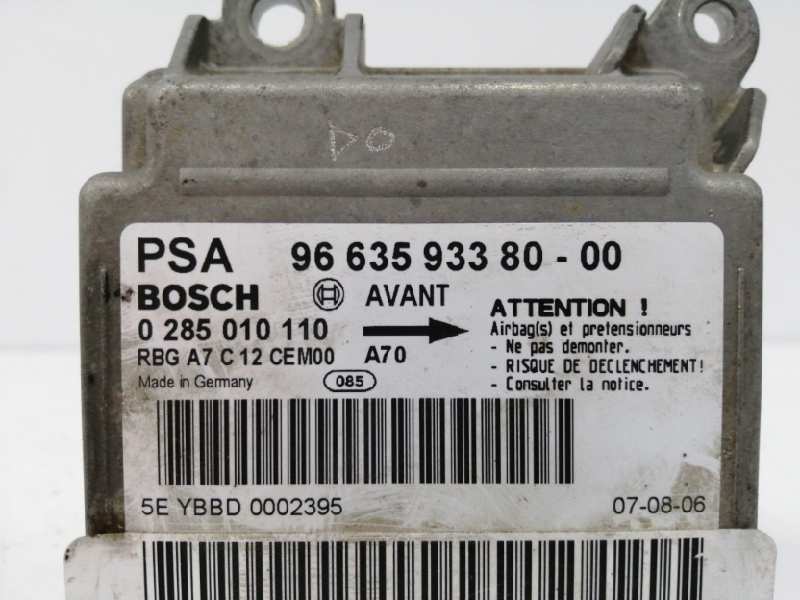 PSA 96 635 933 80 - 00
BOSCH AVANT
0 285 010 110
RBG A7 C 12 CEM00 A70
Made in Germany 085
ATTENTION !
Airbag(s) et pretensionneurs
- Ne pas demonter.
- RISQUE DE DECLENCHEMENT!
- Consulter la notice.
5E YBBD 0002395 07-08-06